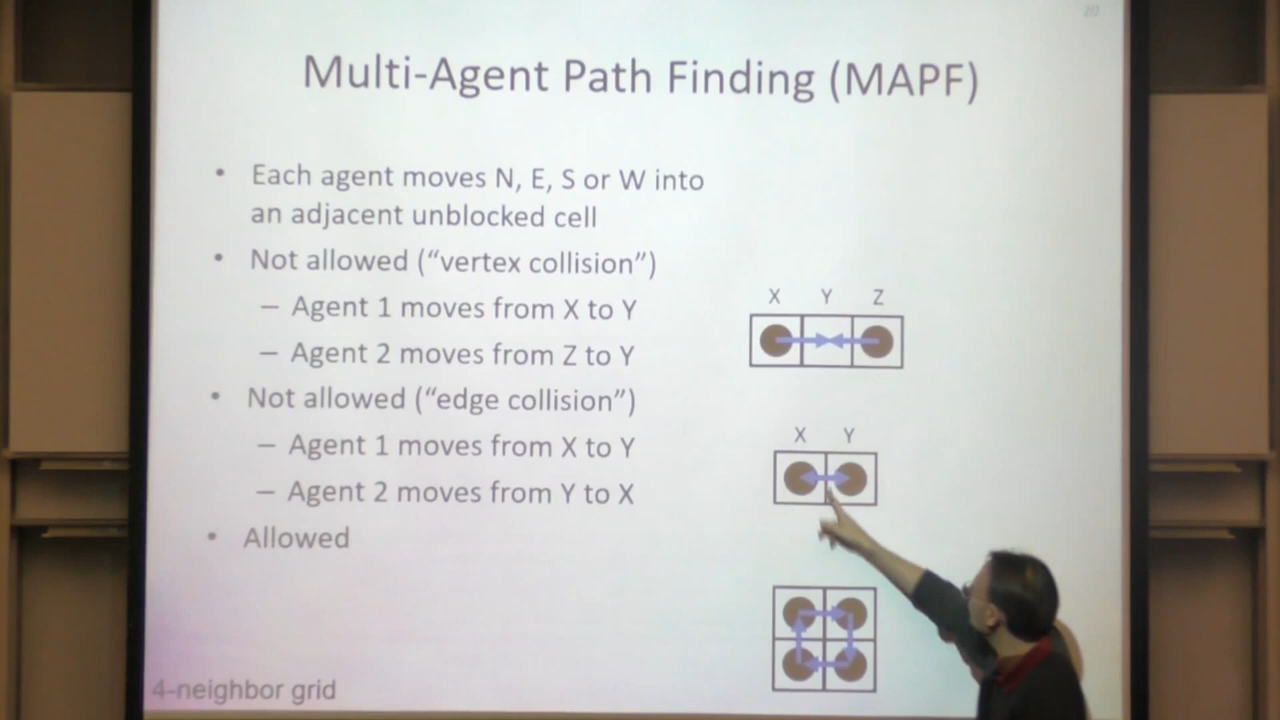 20
Multi-Agent Path Finding (MAPF)
• Each agent moves N, E, S or W into
an adjacent unblocked cell
• Not allowed (“vertex collision”)
– Agent 1 moves from X to Y
– Agent 2 moves from Z to Y
X Y Z
• Not allowed (“edge collision”)
– Agent 1 moves from X to Y
– Agent 2 moves from Y to X
X Y
• Allowed
4-neighbor grid